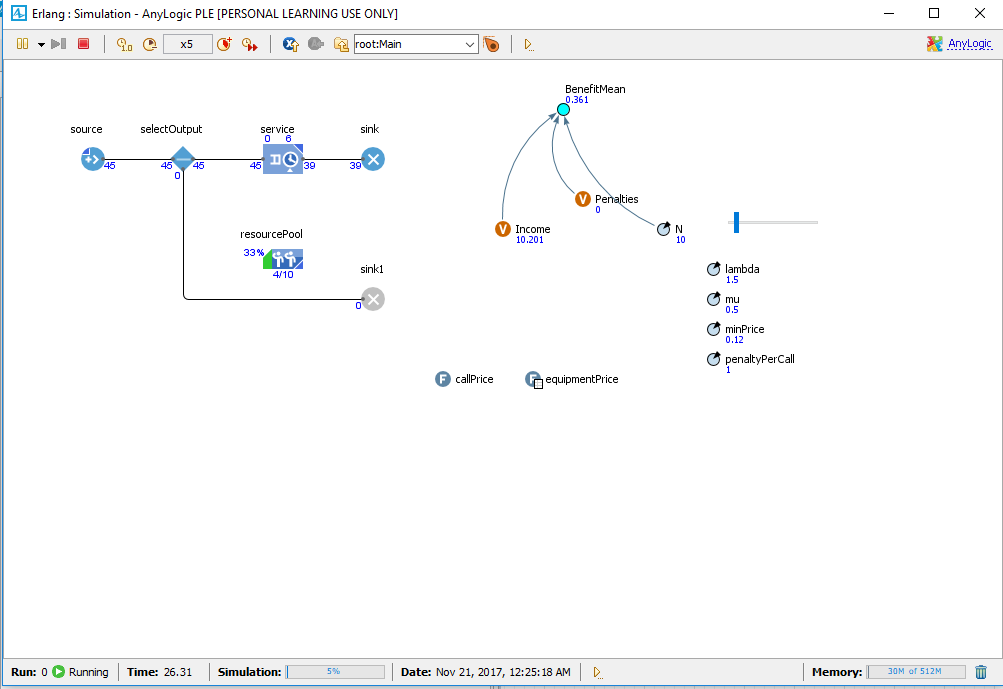 Erlang : Simulation - AnyLogic PLE [PERSONAL LEARNING USE ONLY]
x5
root:Main
AnyLogic
BenefitMean
0.361
source
selectOutput
service
sink
0 6
45 45 45 45 39 39
0
Penalties
0
Income
10.201
N
10
resourcePool
33%
4/10
sink1
0
lambda
1.5
mu
0.5
minPrice
0.12
penaltyPerCall
1
F callPrice
F equipmentPrice
Run: 0 Running Time: 26.31 Simulation: 5% Date: Nov 21, 2017, 12:25:18 AM Memory: 30M of 512M